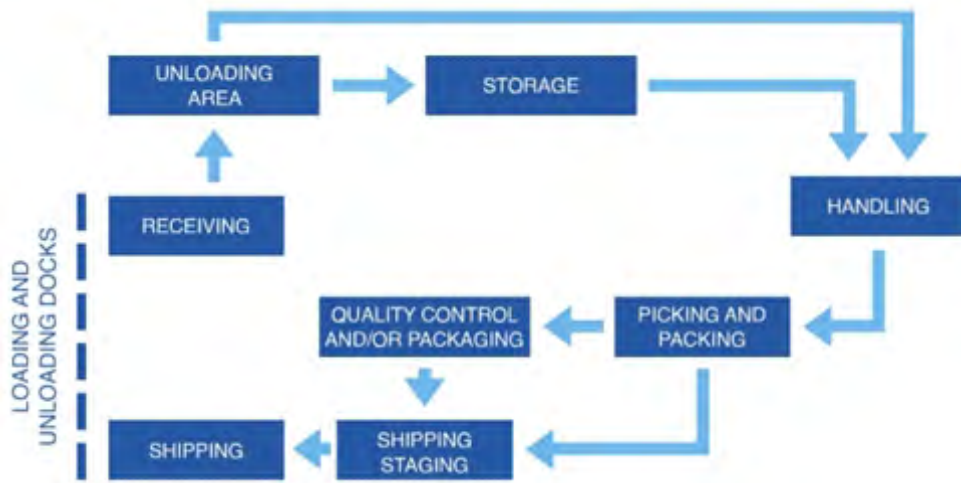 UNLOADING
AREA
STORAGE
HANDLING
RECEIVING
LOADING AND
UNLOADING DOCKS
QUALITY CONTROL
AND/OR PACKAGING
PICKING AND
PACKING
SHIPPING
SHIPPING
STAGING